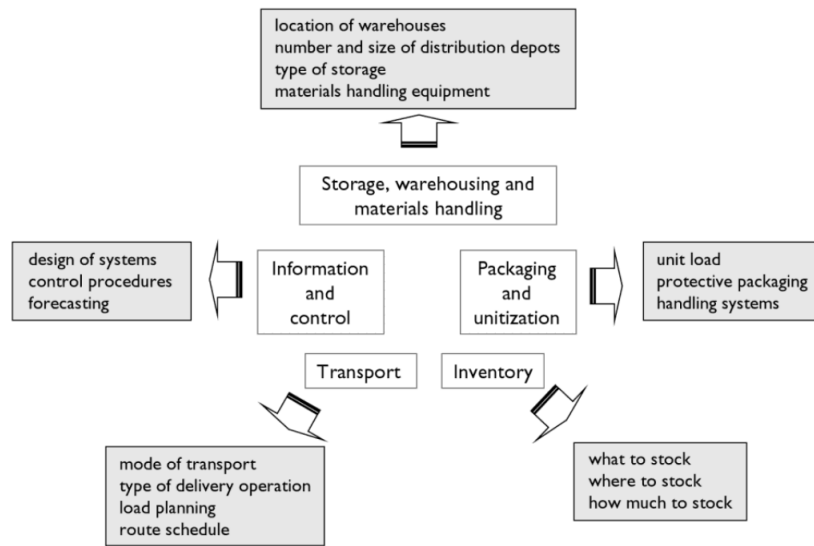 location of warehouses
number and size of distribution depots
type of storage
materials handling equipment
Storage, warehousing and
materials handling
design of systems
control procedures
forecasting
Information
and
control
Packaging
and
unitization
unit load
protective packaging
handling systems
Transport
Inventory
mode of transport
type of delivery operation
load planning
route schedule
what to stock
where to stock
how much to stock